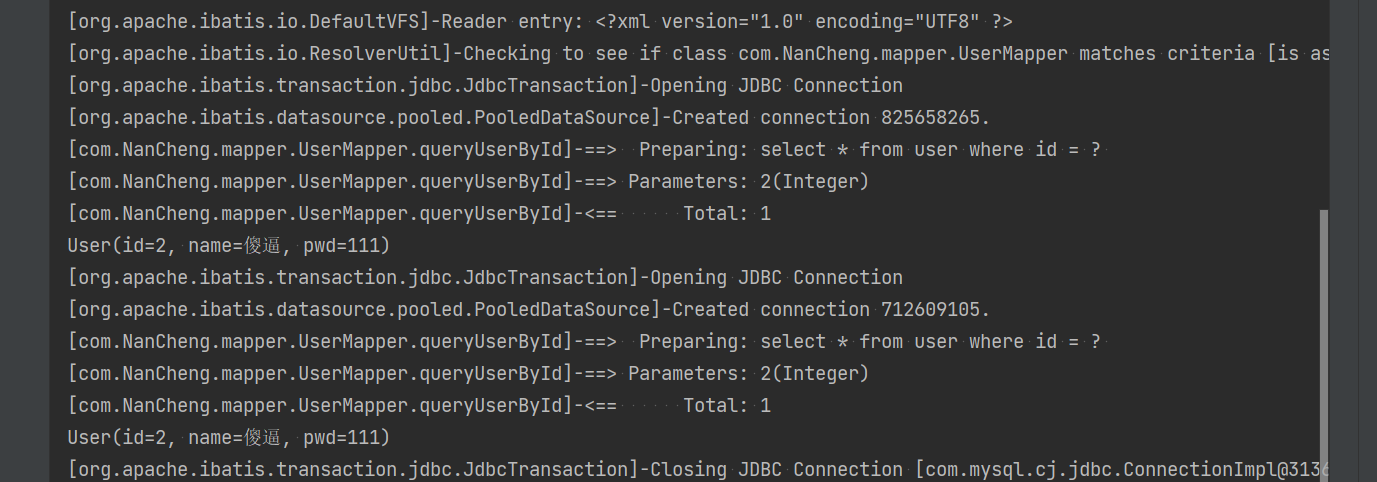 [org.apache.ibatis.io.DefaultVFS]-Reader entry: <?xml version="1.0" encoding="UTF8" ?>
[org.apache.ibatis.io.ResolverUtil]-Checking to see if class com.NanCheng.mapper.UserMapper matches criteria [is as
[org.apache.ibatis.transaction.jdbc.JdbcTransaction]-Opening JDBC Connection
[org.apache.ibatis.datasource.pooled.PooledDataSource]-Created connection 825658265.
[com.NanCheng.mapper.UserMapper.queryUserById]-==>  Preparing: select * from user where id = ?
[com.NanCheng.mapper.UserMapper.queryUserById]-==> Parameters: 2(Integer)
[com.NanCheng.mapper.UserMapper.queryUserById]-<==      Total: 1
User(id=2, name=傻逼, pwd=111)
[org.apache.ibatis.transaction.jdbc.JdbcTransaction]-Opening JDBC Connection
[org.apache.ibatis.datasource.pooled.PooledDataSource]-Created connection 712609105.
[com.NanCheng.mapper.UserMapper.queryUserById]-==>  Preparing: select * from user where id = ?
[com.NanCheng.mapper.UserMapper.queryUserById]-==> Parameters: 2(Integer)
[com.NanCheng.mapper.UserMapper.queryUserById]-<==      Total: 1
User(id=2, name=傻逼, pwd=111)
[org.apache.ibatis.transaction.jdbc.JdbcTransaction]-Closing JDBC Connection [com.mysql.cj.jdbc.ConnectionImpl@3136